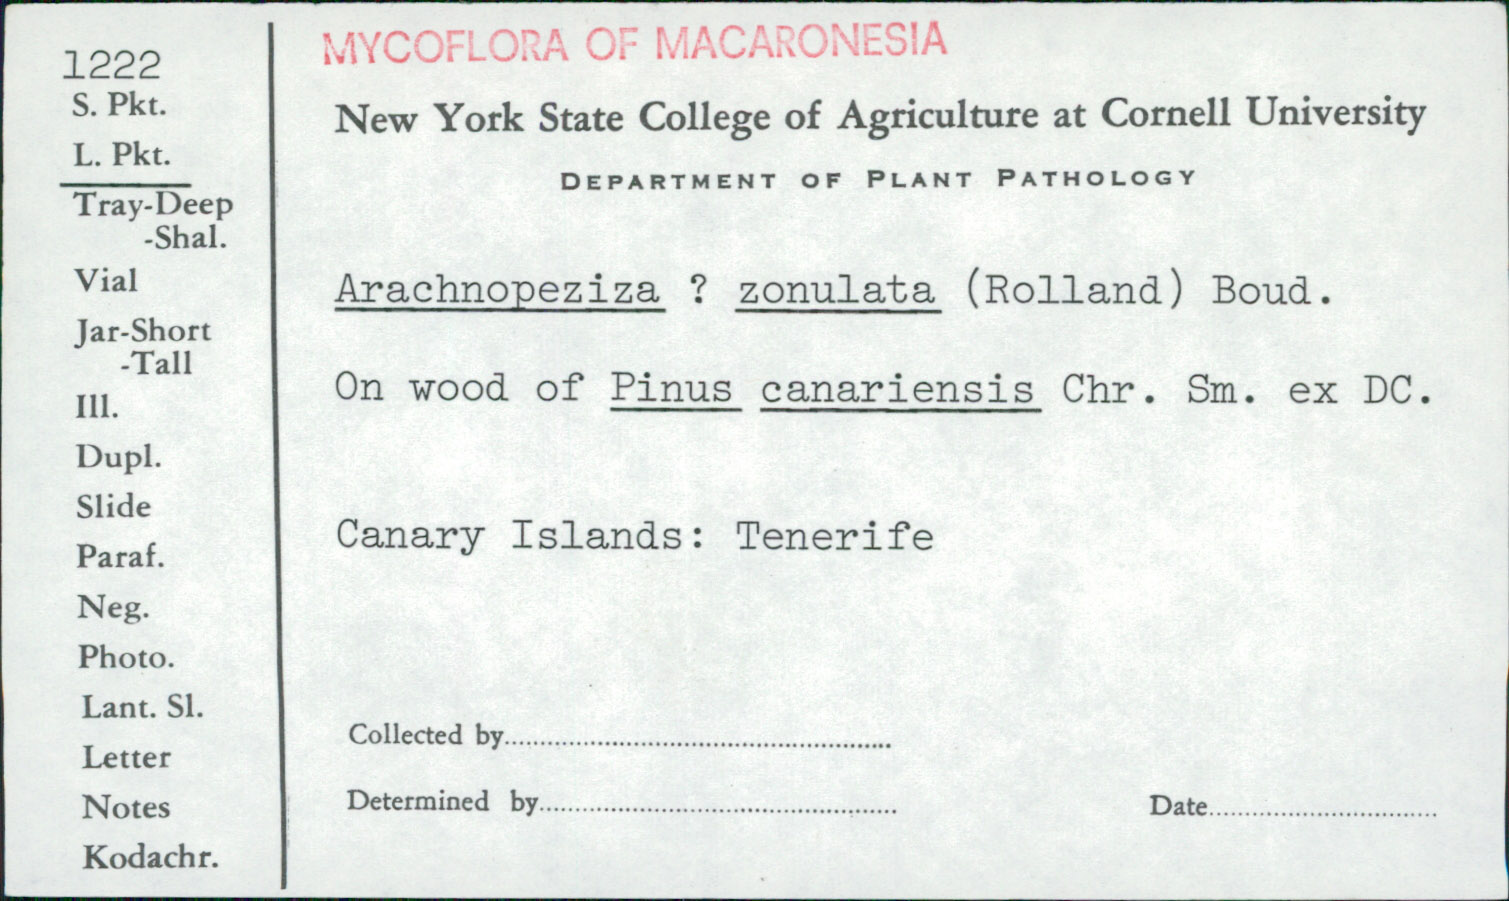 1222
S. Pkt.
L. Pkt.
Tray-Deep
-Shal.
Vial
Jar-Short
-Tall
Ill.
Dupl.
Slide
Paraf.
Neg.
Photo.
Lant. Sl.
Letter
Notes
Kodachr.
MYCOFLORA OF MACARONESIA
New York State College of Agriculture at Cornell University
DEPARTMENT OF PLANT PATHOLOGY
Arachnopeziza ? zonulata (Rolland) Boud.
On wood of Pinus canariensis Chr. Sm. ex DC.
Canary Islands: Tenerife
Collected by
Determined by
Date